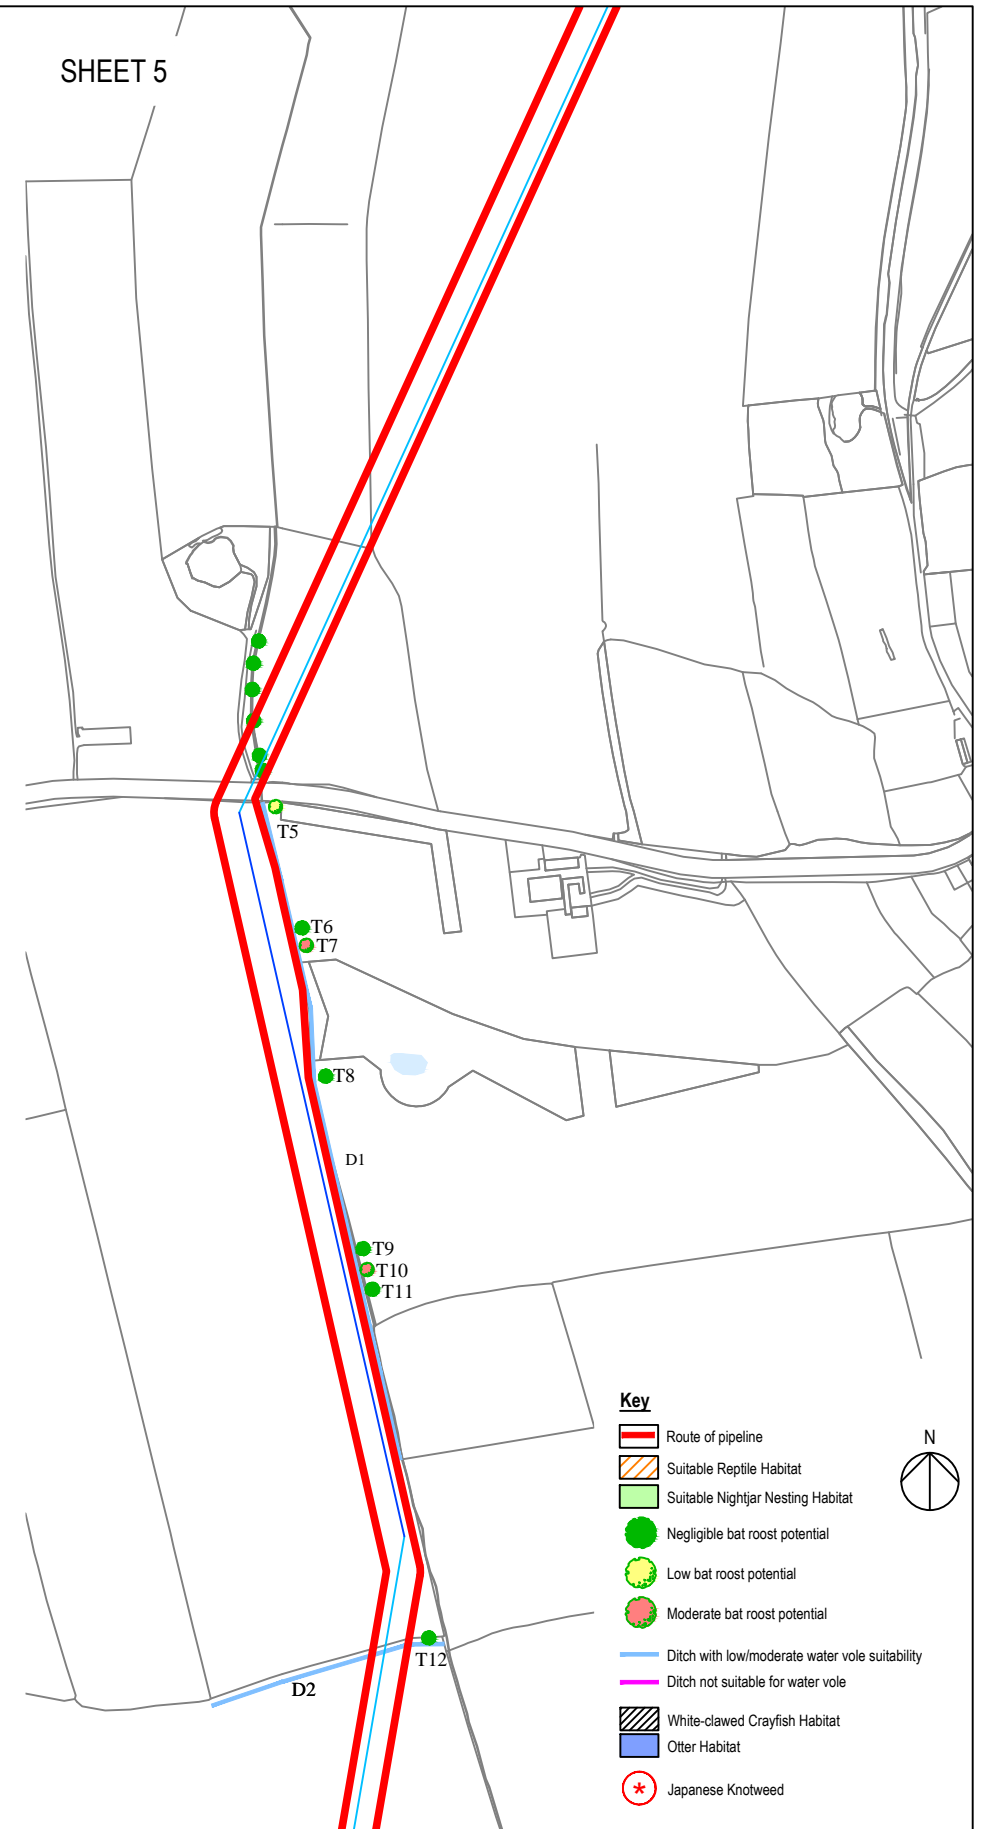 SHEET 5
T5
T6
T7
T8
D1
T9
T10
T11
T12
D2
Key
Route of pipeline
Suitable Reptile Habitat
Suitable Nightjar Nesting Habitat
Negligible bat roost potential
Low bat roost potential
Moderate bat roost potential
Ditch with low/moderate water vole suitability
Ditch not suitable for water vole
White-clawed Crayfish Habitat
Otter Habitat
Japanese Knotweed
N